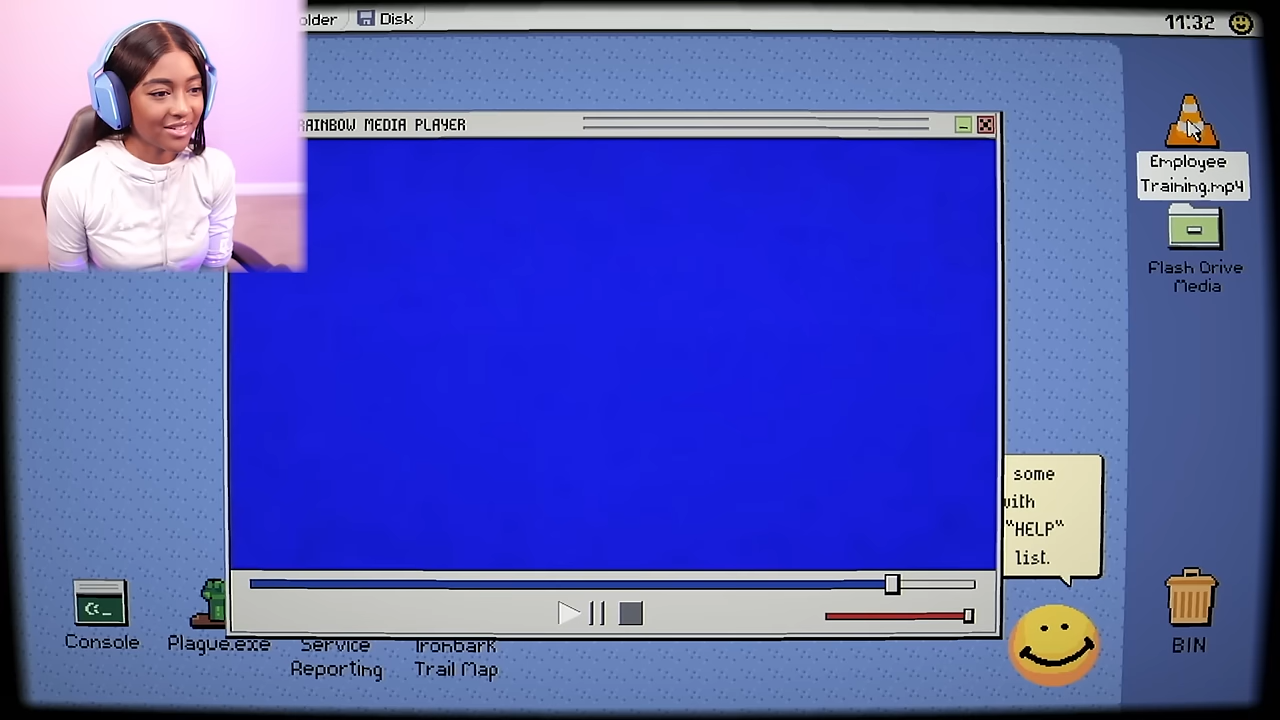 older
Disk
11:32
RAINBOW MEDIA PLAYER
Employee
Training.mp4
Flash Drive
Media
some
with
"HELP"
list.
Console
Plague.exe
Service
Reporting
Ironbark
Trail Map
BIN